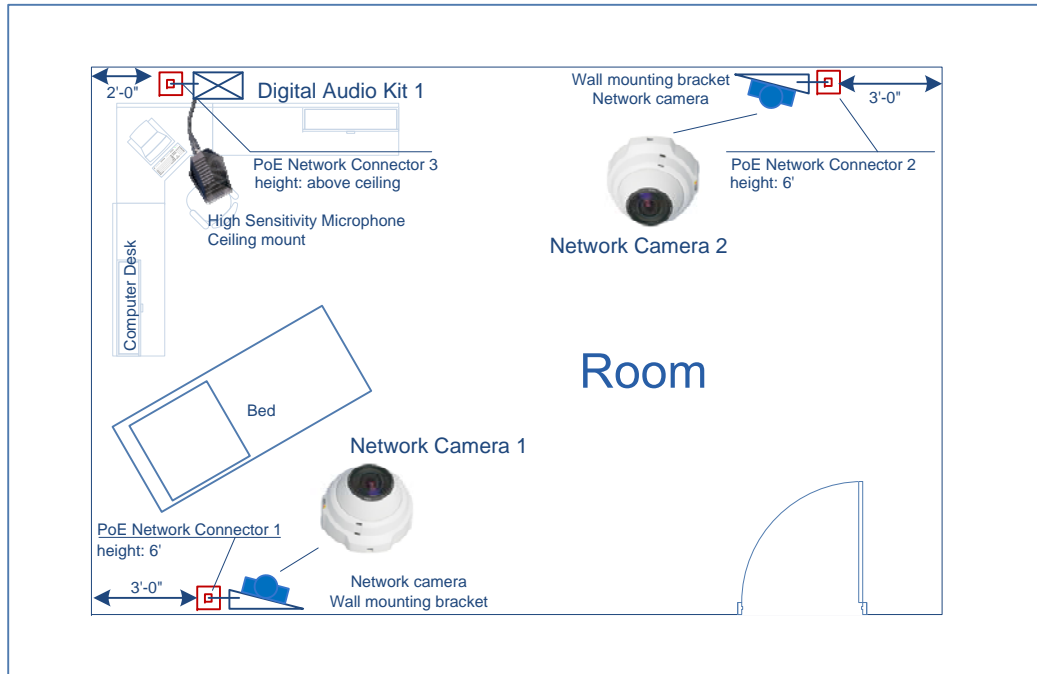 2'-0"
Digital Audio Kit 1
Wall mounting bracket
Network camera
3'-0"
PoE Network Connector 3
height: above ceiling
PoE Network Connector 2
height: 6'
High Sensitivity Microphone
Ceiling mount
Network Camera 2
Computer Desk
Room
Bed
Network Camera 1
PoE Network Connector 1
height: 6'
3'-0"
Network camera
Wall mounting bracket